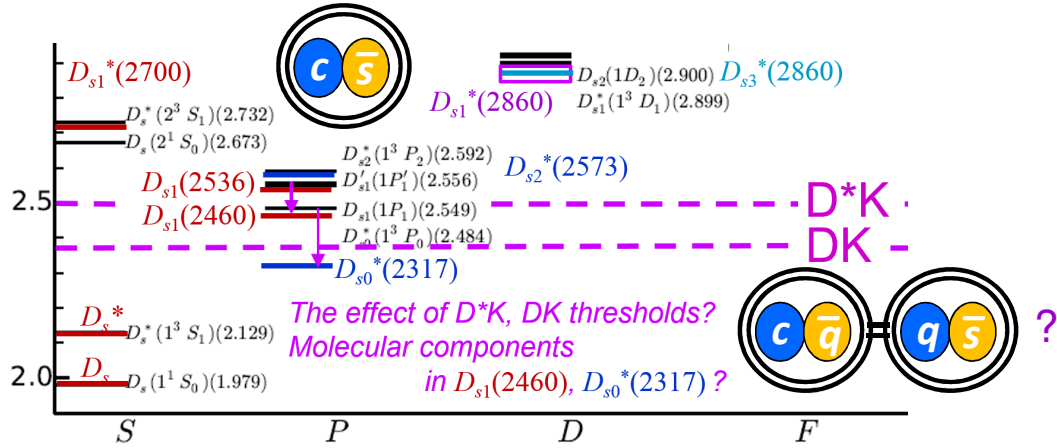 D_{s1}*(2700)
c s̄
D_s^*(2^3 S_1)(2.732)
D_s(2^1 S_0)(2.673)
D_{s2}(1D_2)(2.900)
D_{s3}*(2860)
D_{s1}*(2860)
D_{s1}^*(1^3 D_1)(2.899)
D_{s2}^*(1^3 P_2)(2.592)
D_{s2}*(2573)
D_{s1}(2536)
D'_{s1}(1P'_1)(2.556)
2.5
D_{s1}(2460)
D_{s1}(1P_1)(2.549)
D*K
D_{s0}^*(1^3 P_0)(2.484)
DK
D_{s0}*(2317)
D_s*
D_s^*(1^3 S_1)(2.129)
The effect of D*K, DK thresholds?
Molecular components
in D_{s1}(2460), D_{s0}*(2317) ?
c q̄ q s̄ ?
2.0
D_s
D_s(1^1 S_0)(1.979)
S P D F